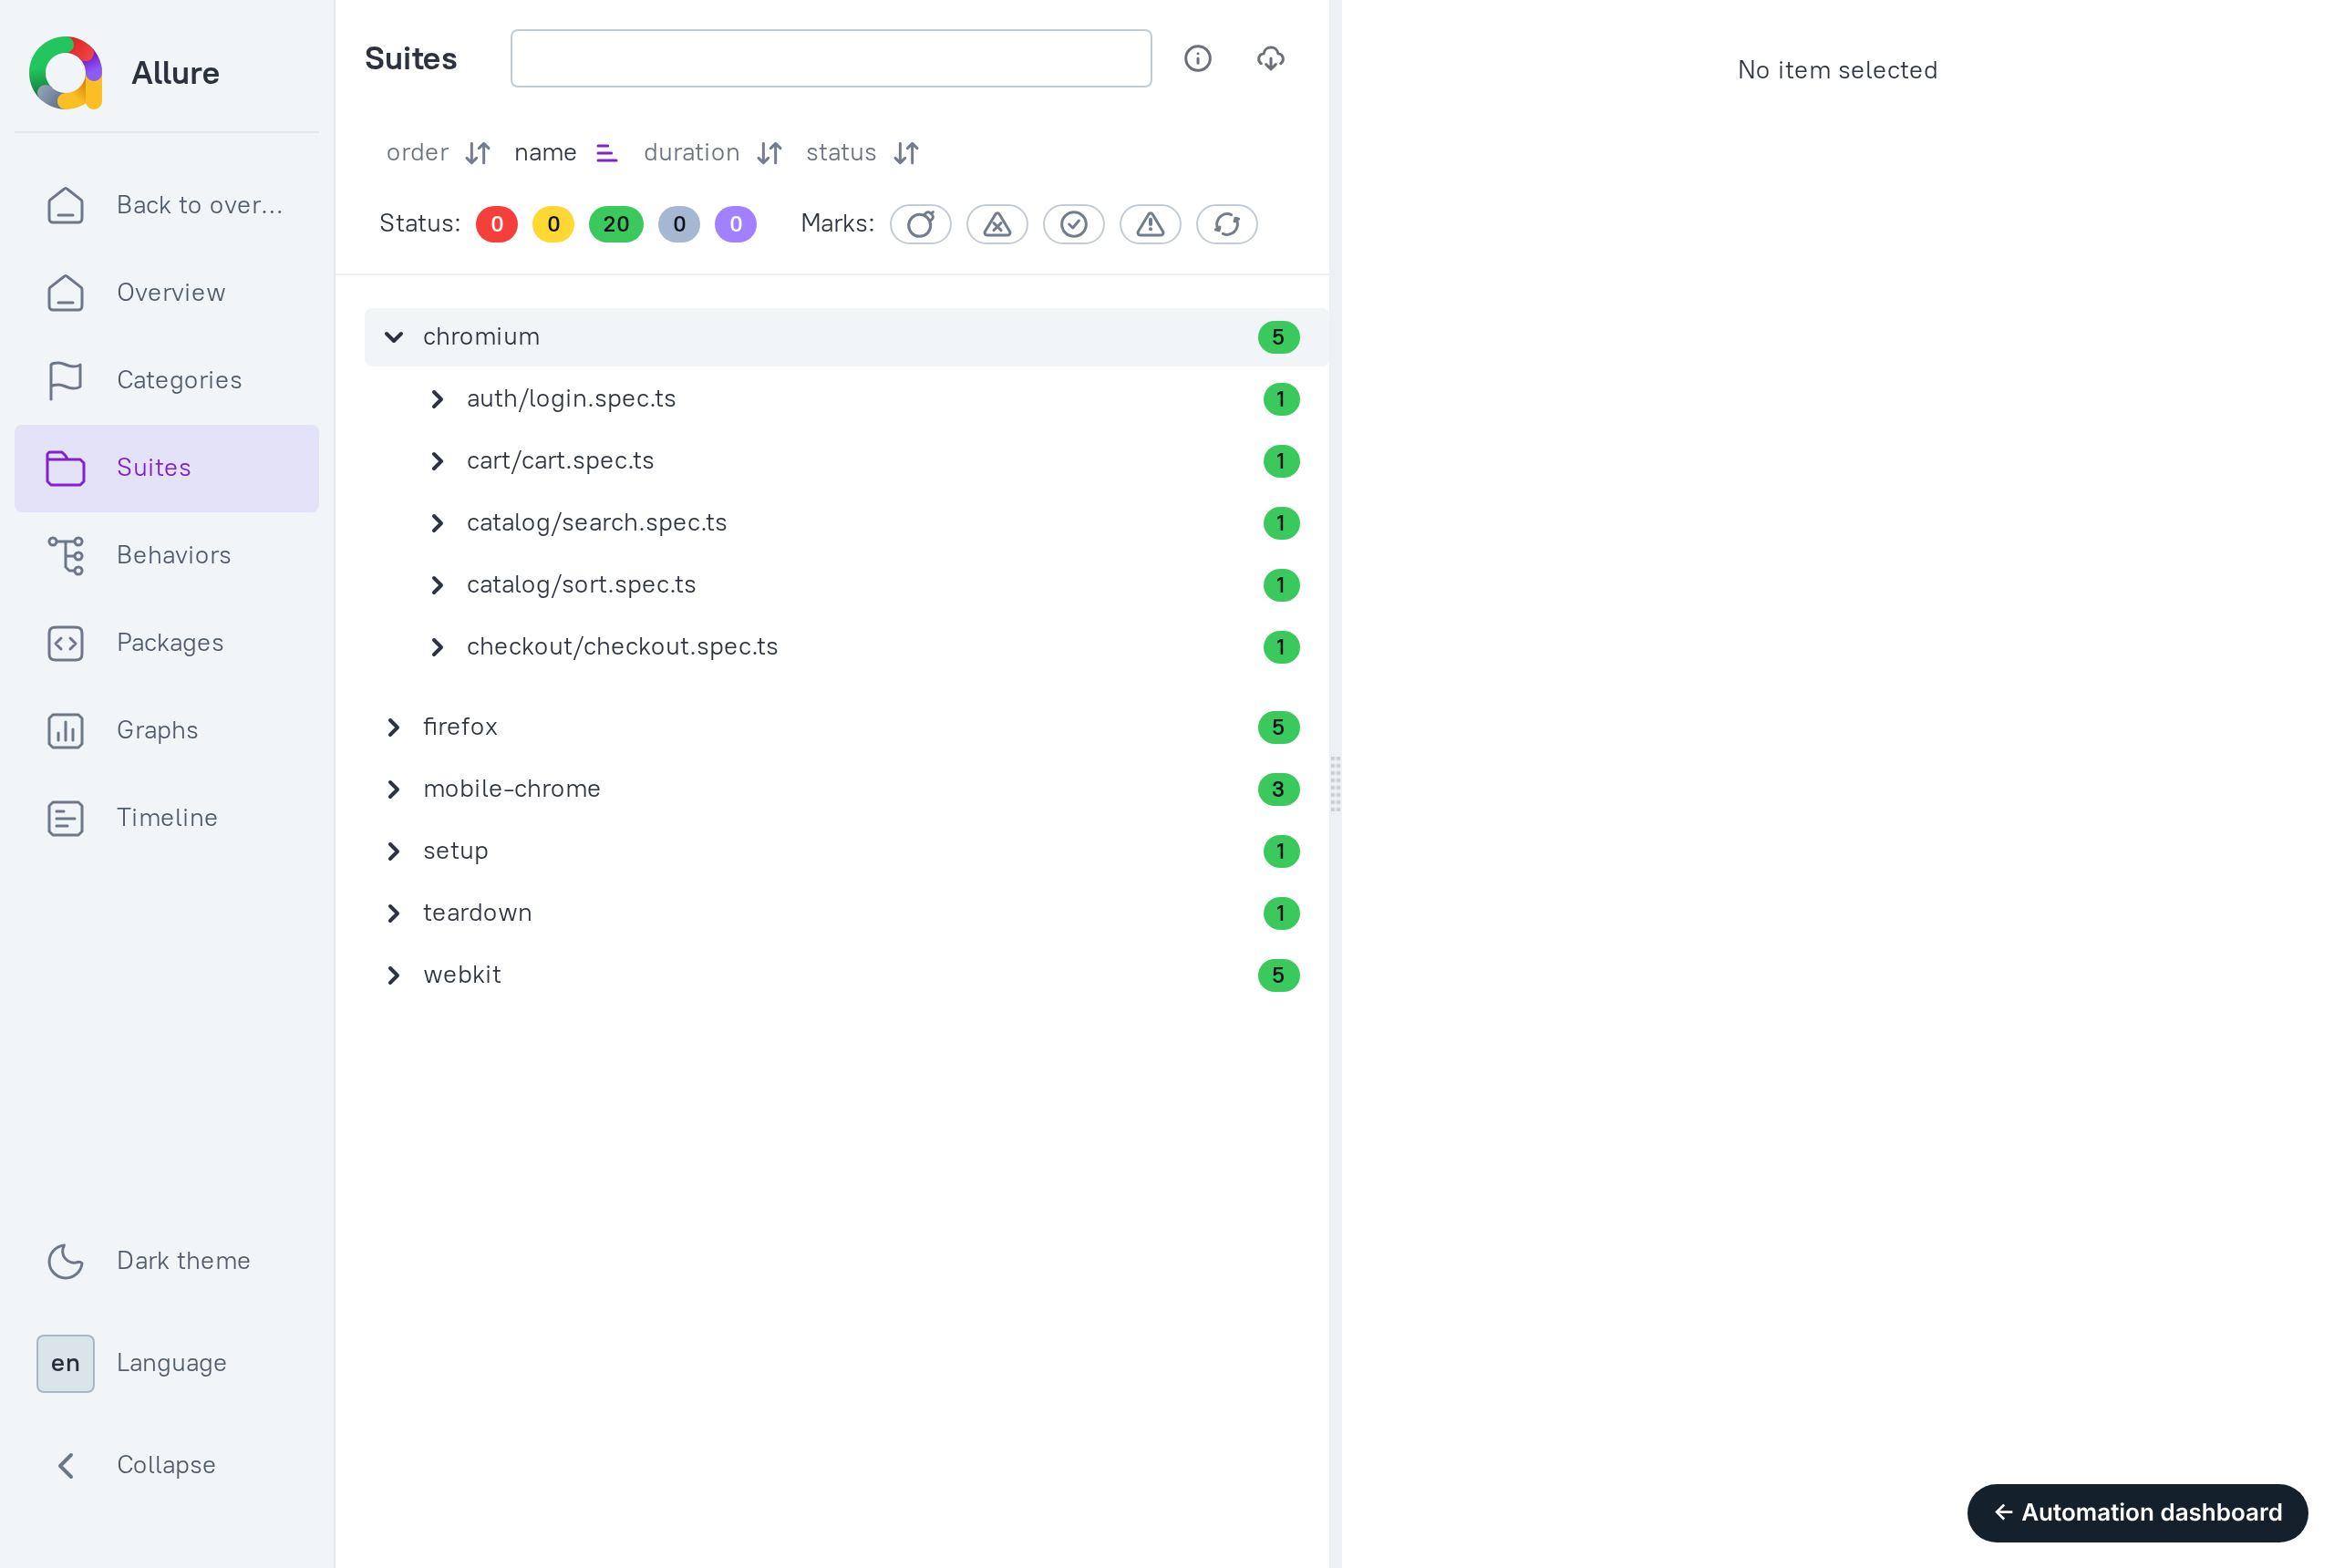 Allure
Back to over...
Overview
Categories
Suites
Behaviors
Packages
Graphs
Timeline
Dark theme
en Language
Collapse
Suites
order name duration status
Status: 0 0 20 0 0 Marks:
chromium 5
auth/login.spec.ts 1
cart/cart.spec.ts 1
catalog/search.spec.ts 1
catalog/sort.spec.ts 1
checkout/checkout.spec.ts 1
firefox 5
mobile-chrome 3
setup 1
teardown 1
webkit 5
No item selected
← Automation dashboard